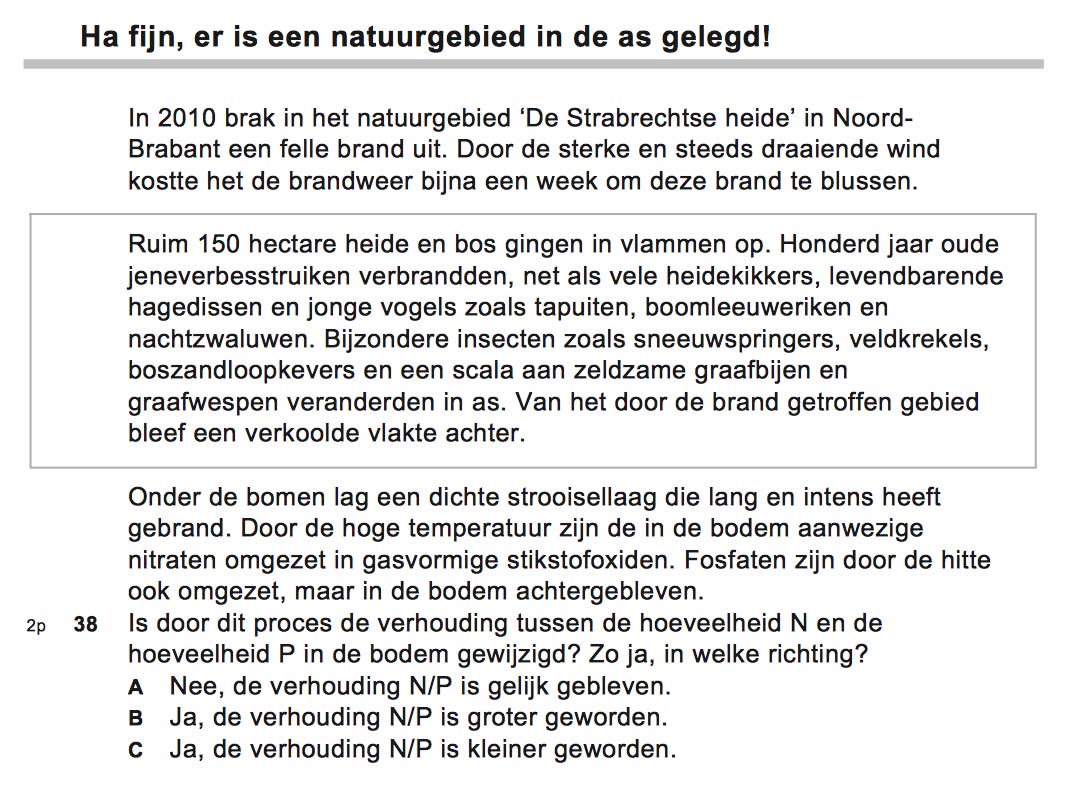 Ha fijn, er is een natuurgebied in de as gelegd!
In 2010 brak in het natuurgebied ‘De Strabrechtse heide’ in Noord-
Brabant een felle brand uit. Door de sterke en steeds draaiende wind
kostte het de brandweer bijna een week om deze brand te blussen.
Ruim 150 hectare heide en bos gingen in vlammen op. Honderd jaar oude
jeneverbesstruiken verbrandden, net als vele heidekikkers, levendbarende
hagedissen en jonge vogels zoals tapuiten, boomleeuweriken en
nachtzwaluwen. Bijzondere insecten zoals sneeuwspringers, veldkrekels,
boszandloopkevers en een scala aan zeldzame graafbijen en
graafwespen veranderden in as. Van het door de brand getroffen gebied
bleef een verkoolde vlakte achter.
Onder de bomen lag een dichte strooisellaag die lang en intens heeft
gebrand. Door de hoge temperatuur zijn de in de bodem aanwezige
nitraten omgezet in gasvormige stikstofoxiden. Fosfaten zijn door de hitte
ook omgezet, maar in de bodem achtergebleven.
2p 38 Is door dit proces de verhouding tussen de hoeveelheid N en de
hoeveelheid P in de bodem gewijzigd? Zo ja, in welke richting?
A Nee, de verhouding N/P is gelijk gebleven.
B Ja, de verhouding N/P is groter geworden.
C Ja, de verhouding N/P is kleiner geworden.